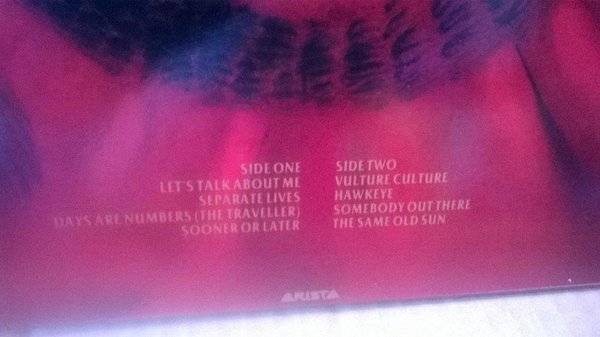 SIDE ONE
LET'S TALK ABOUT ME
SEPARATE LIVES
DAYS ARE NUMBERS (THE TRAVELLER)
SOONER OR LATER
SIDE TWO
VULTURE CULTURE
HAWKEYE
SOMEBODY OUT THERE
THE SAME OLD SUN
ARISTA